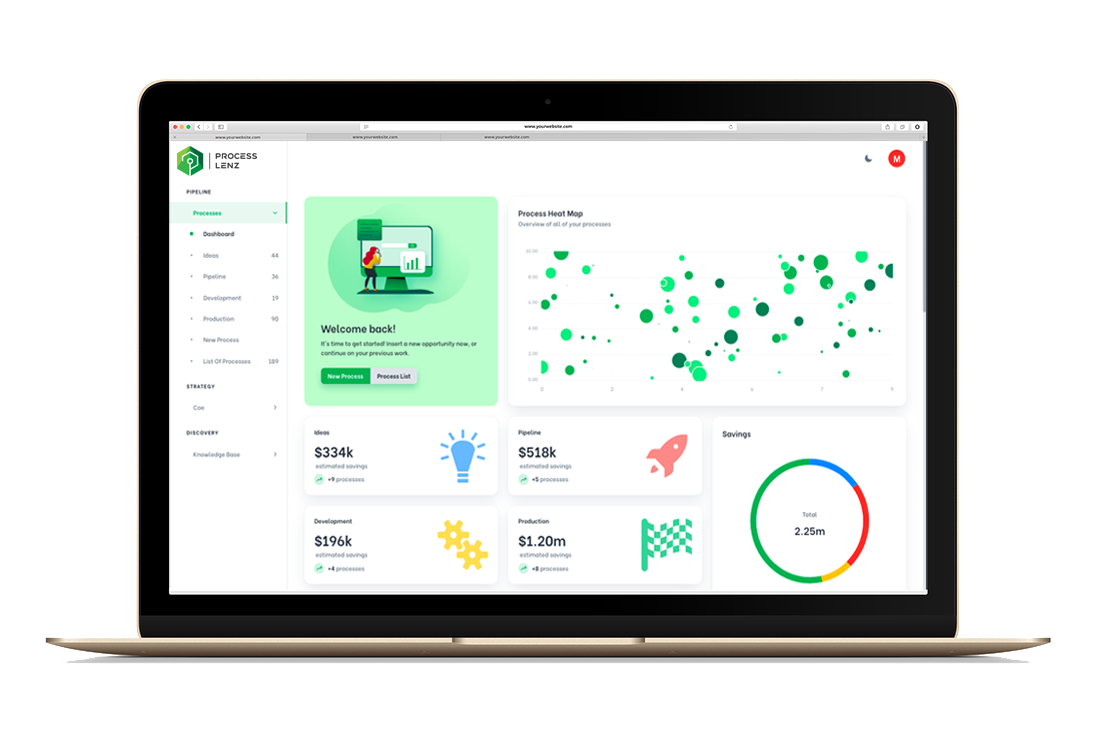 www.yourwebsite.com
www.yourwebsite.com
www.yourwebsite.com
www.yourwebsite.com
PROCESS
LENZ
M
PIPELINE
Processes
Dashboard
Ideas 44
Pipeline 36
Development 19
Production 90
New Process
List Of Processes 189
STRATEGY
Coe
DISCOVERY
Knowledge Base
Welcome back!
It's time to get started! Insert a new opportunity now, or
continue on your previous work.
New Process
Process List
Process Heat Map
Overview of all of your processes
10.00
8.00
6.00
4.00
2.00
0.00
0 2 4 6 7 9
Ideas
$334k
estimated savings
+9 processes
Pipeline
$518k
estimated savings
+5 processes
Development
$196k
estimated savings
+4 processes
Production
$1.20m
estimated savings
+8 processes
Savings
Total
2.25m